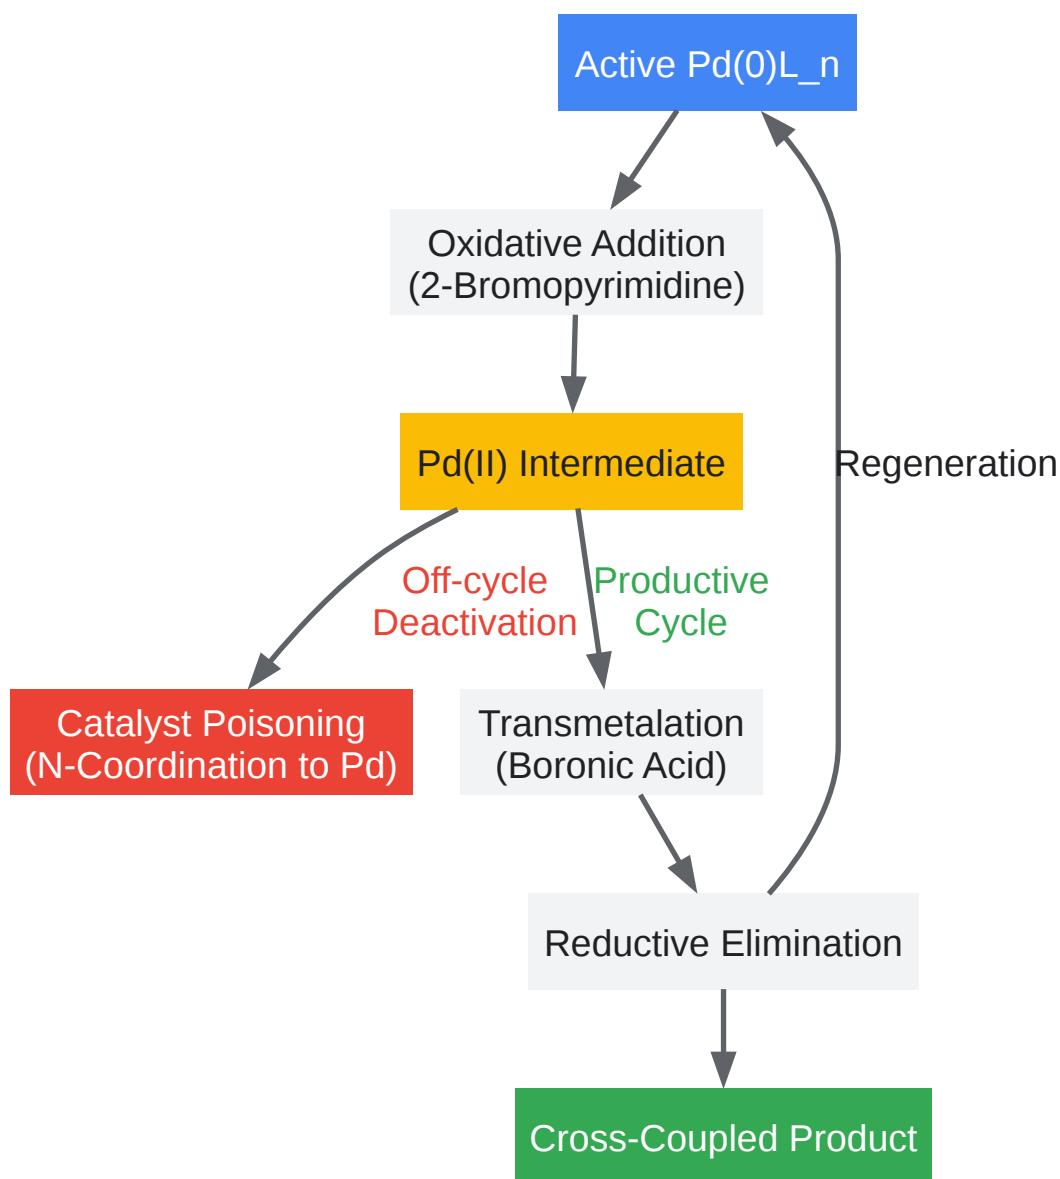 Active Pd(0)L_n
Oxidative Addition
(2-Bromopyrimidine)
Pd(II) Intermediate
Regeneration
Off-cycle
Deactivation
Productive
Cycle
Catalyst Poisoning
(N-Coordination to Pd)
Transmetalation
(Boronic Acid)
Reductive Elimination
Cross-Coupled Product